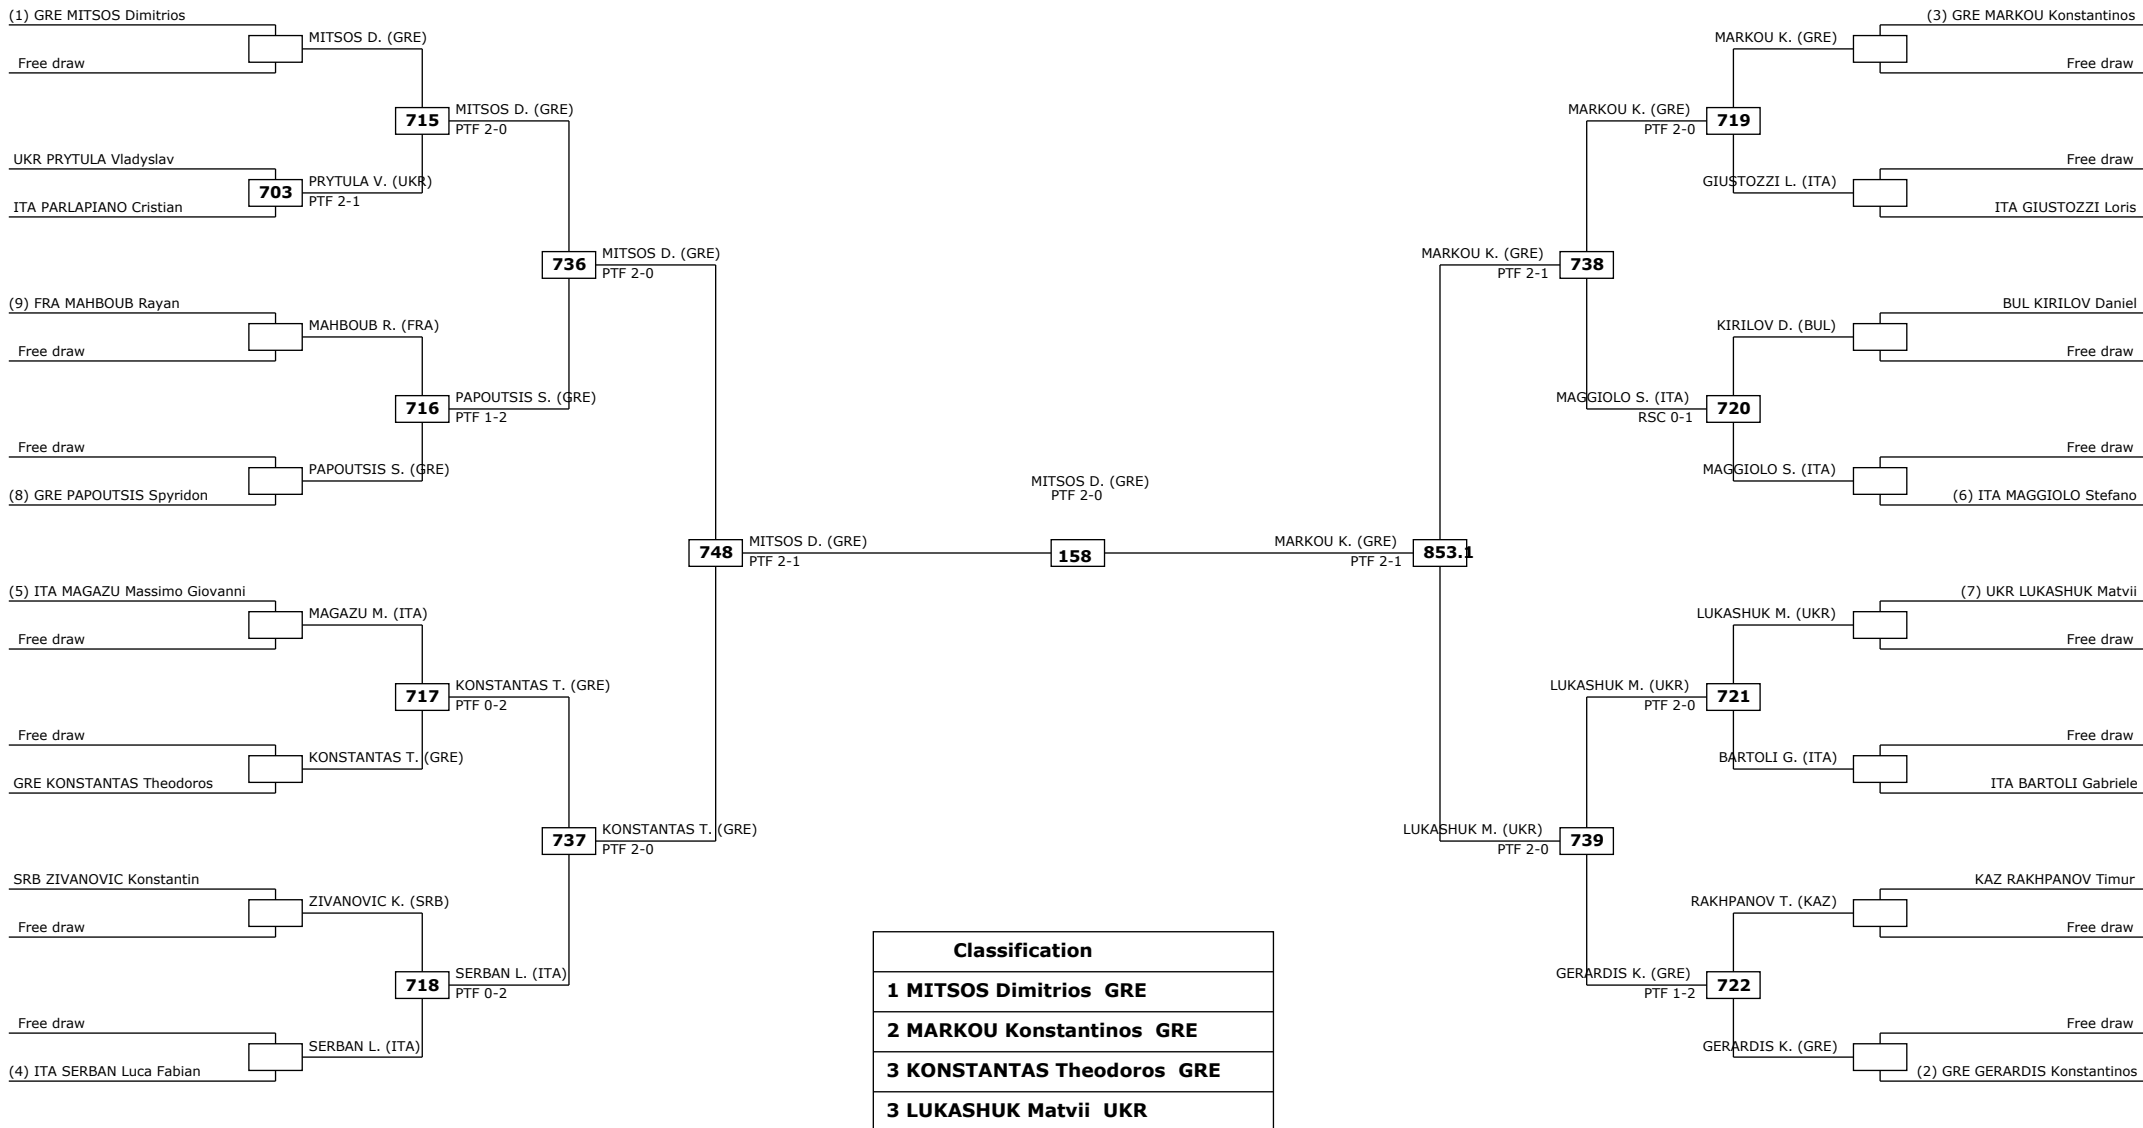 (1) GRE MITSOS Dimitrios
MITSOS D. (GRE)
Free draw
MITSOS D. (GRE)
715
PTF 2-0
UKR PRYTULA Vladyslav
PRYTULA V. (UKR)
703
PTF 2-1
ITA PARLAPIANO Cristian
MITSOS D. (GRE)
736
PTF 2-0
(9) FRA MAHBOUB Rayan
MAHBOUB R. (FRA)
Free draw
PAPOUTSIS S. (GRE)
716
PTF 1-2
Free draw
PAPOUTSIS S. (GRE)
(8) GRE PAPOUTSIS Spyridon
MITSOS D. (GRE)
748
PTF 2-1
(5) ITA MAGAZU Massimo Giovanni
MAGAZU M. (ITA)
Free draw
KONSTANTAS T. (GRE)
717
PTF 0-2
Free draw
KONSTANTAS T. (GRE)
GRE KONSTANTAS Theodoros
KONSTANTAS T. (GRE)
737
PTF 2-0
SRB ZIVANOVIC Konstantin
ZIVANOVIC K. (SRB)
Free draw
SERBAN L. (ITA)
718
PTF 0-2
Free draw
SERBAN L. (ITA)
(4) ITA SERBAN Luca Fabian
MITSOS D. (GRE)
PTF 2-0
158
(3) GRE MARKOU Konstantinos
MARKOU K. (GRE)
Free draw
MARKOU K. (GRE)
719
PTF 2-0
Free draw
GIUSTOZZI L. (ITA)
ITA GIUSTOZZI Loris
MARKOU K. (GRE)
738
PTF 2-1
BUL KIRILOV Daniel
KIRILOV D. (BUL)
Free draw
MAGGIOLO S. (ITA)
720
RSC 0-1
Free draw
MAGGIOLO S. (ITA)
(6) ITA MAGGIOLO Stefano
MARKOU K. (GRE)
853.1
PTF 2-1
(7) UKR LUKASHUK Matvii
LUKASHUK M. (UKR)
Free draw
LUKASHUK M. (UKR)
721
PTF 2-0
Free draw
BARTOLI G. (ITA)
ITA BARTOLI Gabriele
LUKASHUK M. (UKR)
739
PTF 2-0
KAZ RAKHPANOV Timur
RAKHPANOV T. (KAZ)
Free draw
GERARDIS K. (GRE)
722
PTF 1-2
Free draw
GERARDIS K. (GRE)
(2) GRE GERARDIS Konstantinos
Classification
1 MITSOS Dimitrios GRE
2 MARKOU Konstantinos GRE
3 KONSTANTAS Theodoros GRE
3 LUKASHUK Matvii UKR